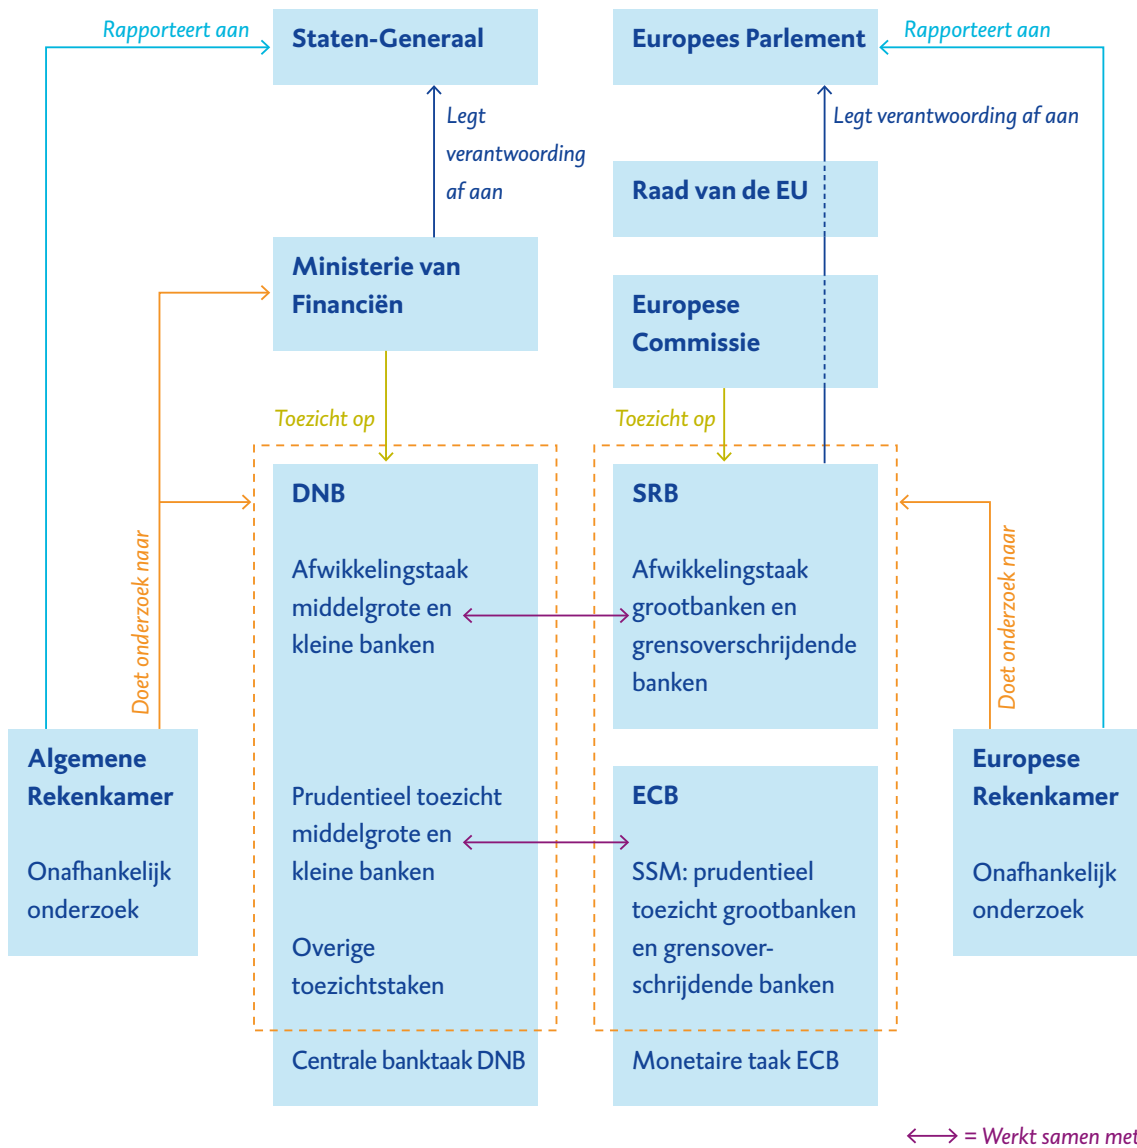 Rapporteert aan
Staten-Generaal
Europees Parlement
Rapporteert aan
Legt
verantwoording
af aan
Legt verantwoording af aan
Raad van de EU
Ministerie van
Financiën
Europese
Commissie
Toezicht op
Toezicht op
DNB
Afwikkelingstaak
middelgrote en
kleine banken
Prudentieel toezicht
middelgrote en
kleine banken
Overige
toezichtstaken
Centrale banktaak DNB
SRB
Afwikkelingstaak
grootbanken en
grensoverschrijdende
banken
ECB
SSM: prudentieel
toezicht grootbanken
en grensover-
schrijdende banken
Monetaire taak ECB
Doet onderzoek naar
Doet onderzoek naar
Algemene
Rekenkamer
Onafhankelijk
onderzoek
Europese
Rekenkamer
Onafhankelijk
onderzoek
= Werkt samen met